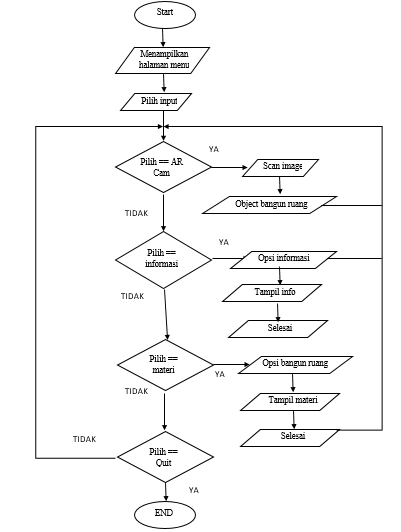 Start
Menampilkan
halaman menu
Pilih input
YA
Pilih == AR
Cam
Scan image
Object bangun ruang
TIDAK
YA
Pilih ==
informasi
Opsi informasi
Tampil info
TIDAK
Selesai
Pilih ==
materi
Opsi bangun ruang
YA
TIDAK
Tampil materi
Selesai
TIDAK
Pilih ==
Quit
YA
END